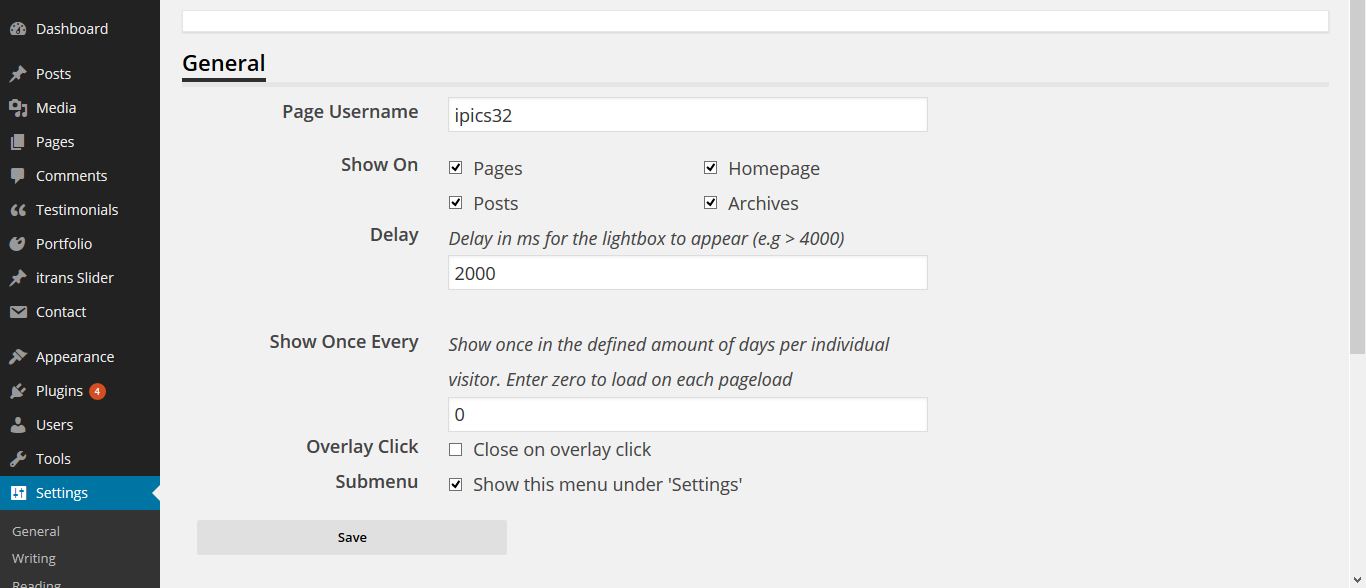 Dashboard
Posts
Media
Pages
Comments
Testimonials
Portfolio
itrans Slider
Contact
Appearance
Plugins 4
Users
Tools
Settings
General
Writing
Reading
General
Page Username
ipics32
Show On
Pages
Homepage
Posts
Archives
Delay
Delay in ms for the lightbox to appear (e.g > 4000)
2000
Show Once Every
Show once in the defined amount of days per individual
visitor. Enter zero to load on each pageload
0
Overlay Click
Close on overlay click
Submenu
Show this menu under 'Settings'
Save